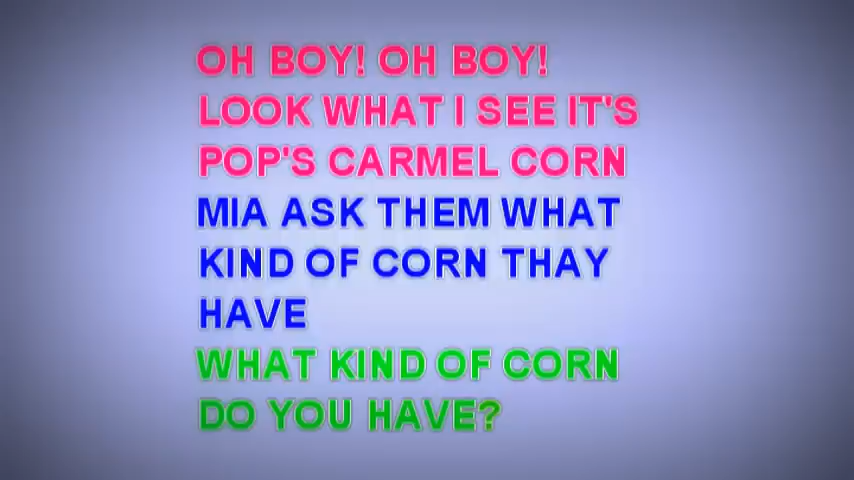 OH BOY! OH BOY!
LOOK WHAT I SEE IT'S
POP'S CARMEL CORN
MIA ASK THEM WHAT
KIND OF CORN THAY
HAVE
WHAT KIND OF CORN
DO YOU HAVE?